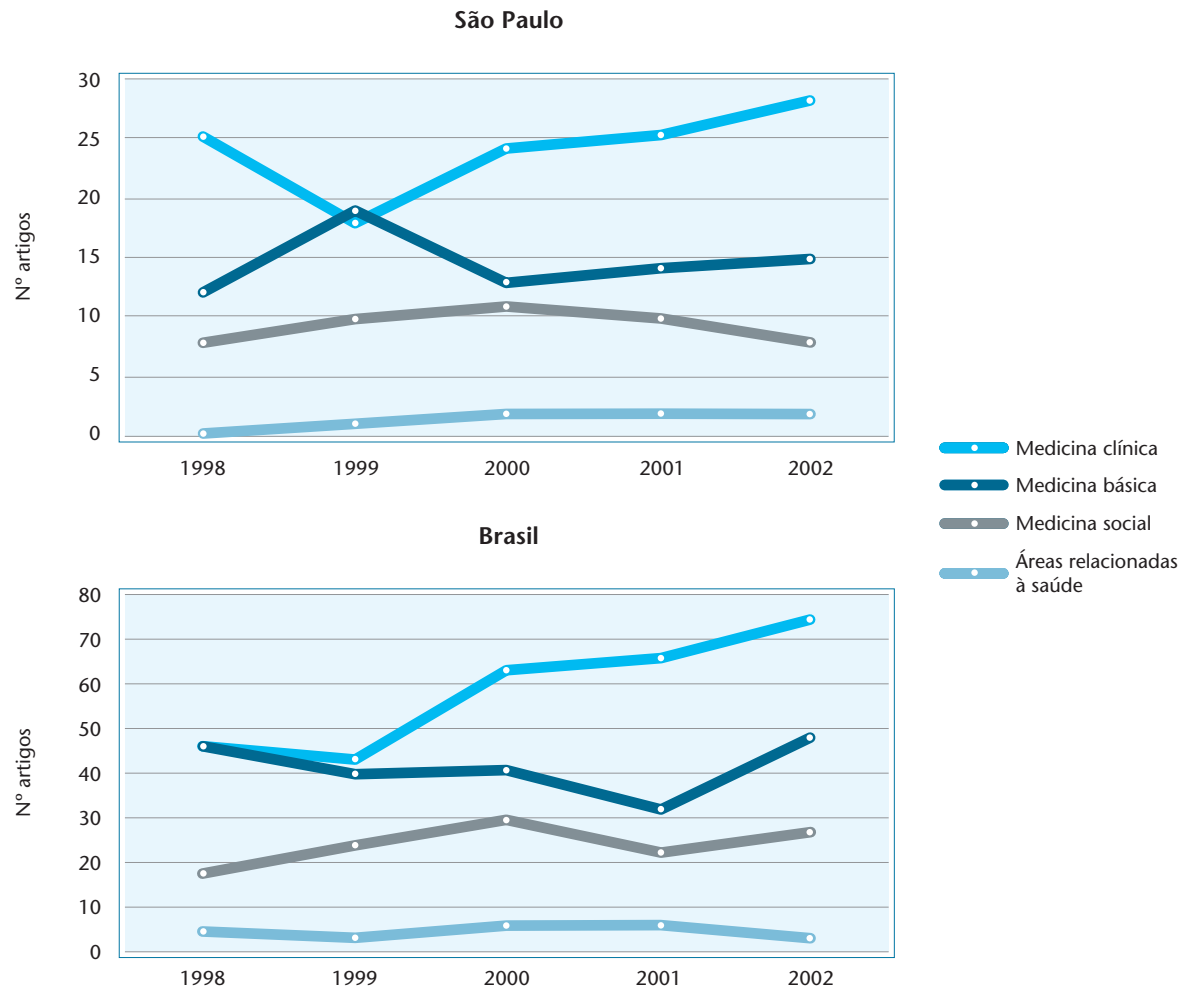 São Paulo
Nº artigos
30
25
20
15
10
5
0
1998 1999 2000 2001 2002
Medicina clínica
Medicina básica
Medicina social
Áreas relacionadas
à saúde
Brasil
Nº artigos
80
70
60
50
40
30
20
10
0
1998 1999 2000 2001 2002